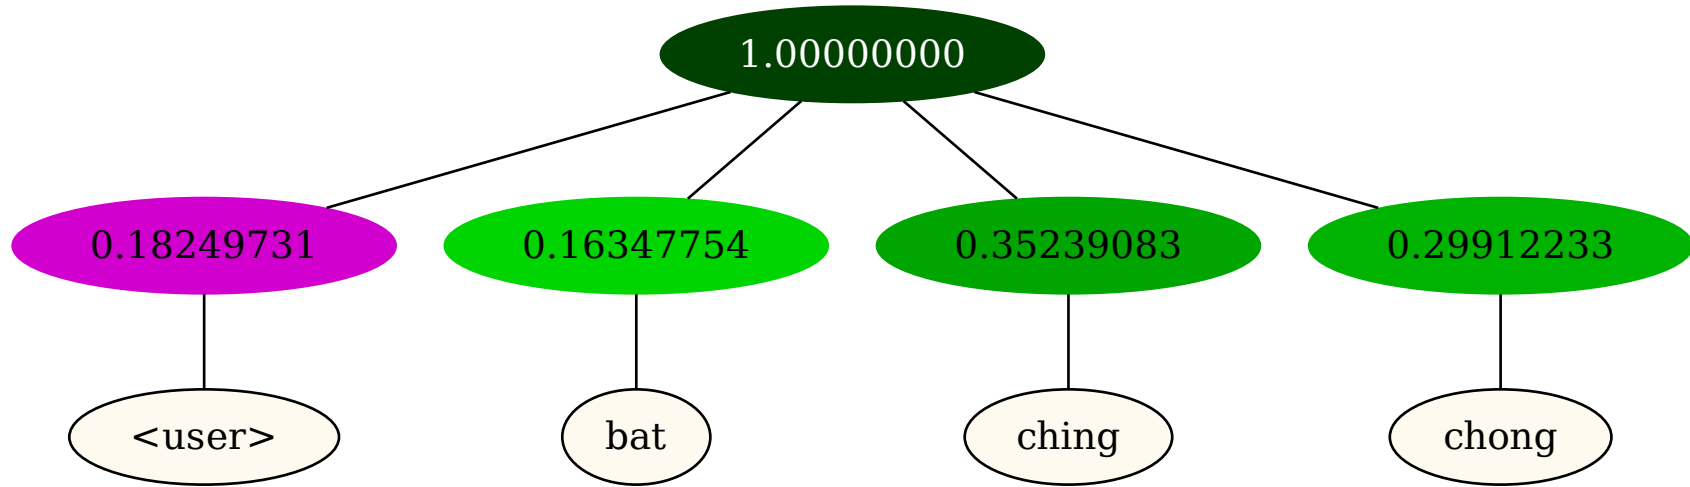 1.00000000
0.18249731 0.16347754 0.35239083 0.29912233
<user> bat ching chong